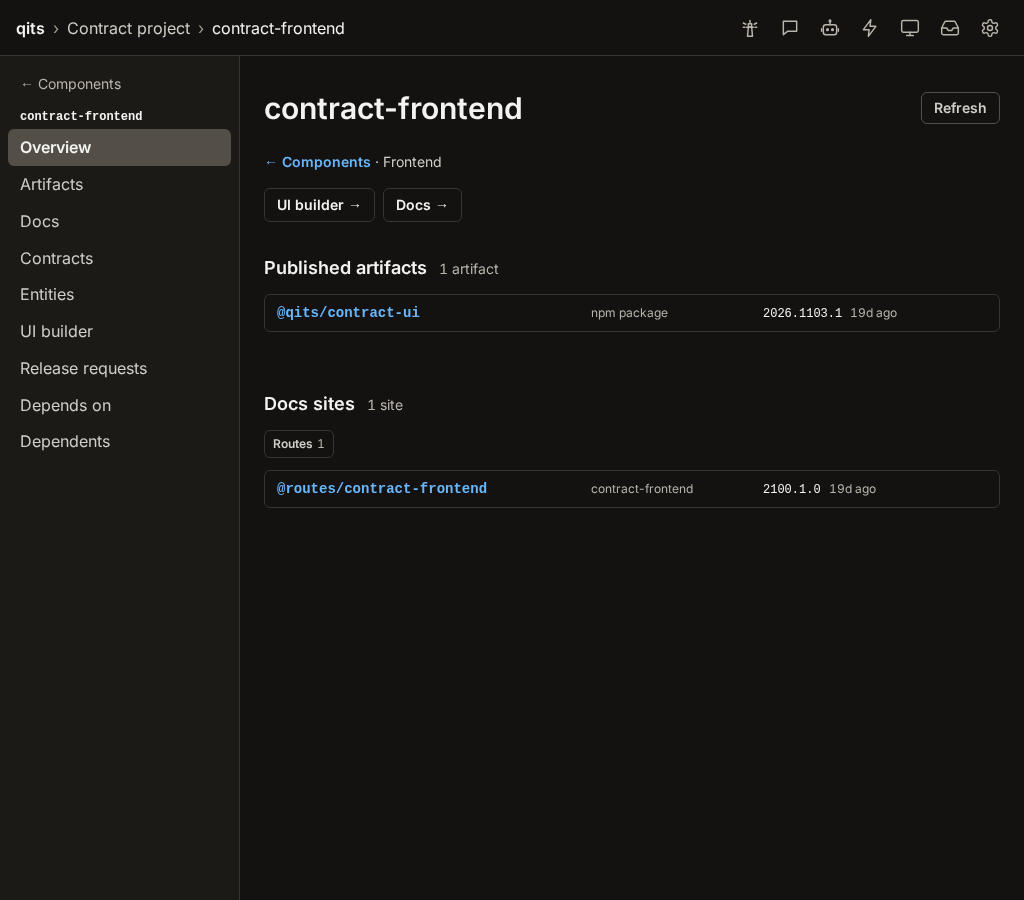 qits › Contract project › contract-frontend
← Components
contract-frontend
Overview
Artifacts
Docs
Contracts
Entities
UI builder
Release requests
Depends on
Dependents
contract-frontend
Refresh
← Components · Frontend
UI builder → Docs →
Published artifacts 1 artifact
@qits/contract-ui npm package 2026.1103.1 19d ago
Docs sites 1 site
Routes 1
@routes/contract-frontend contract-frontend 2100.1.0 19d ago